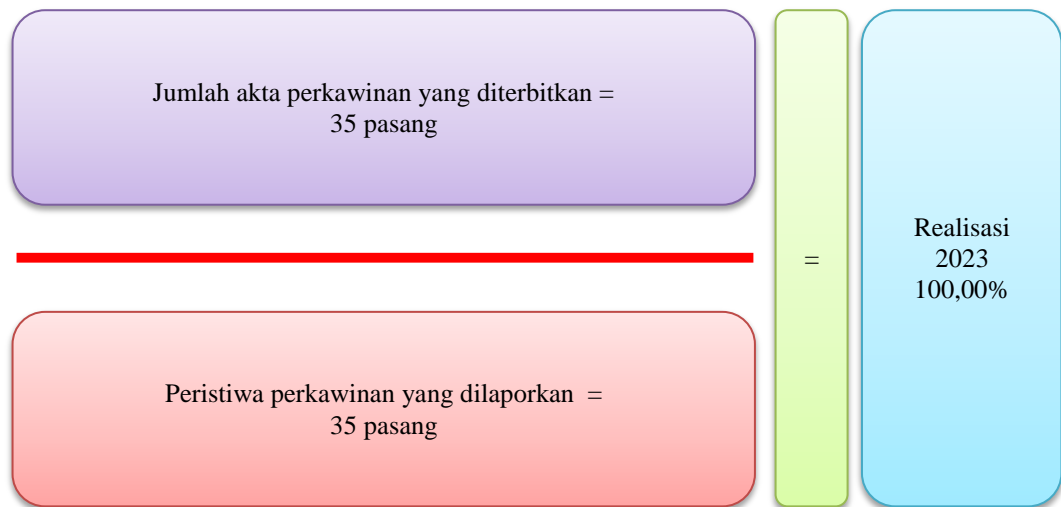 Jumlah akta perkawinan yang diterbitkan =
35 pasang
Peristiwa perkawinan yang dilaporkan =
35 pasang
=
Realisasi
2023
100,00%